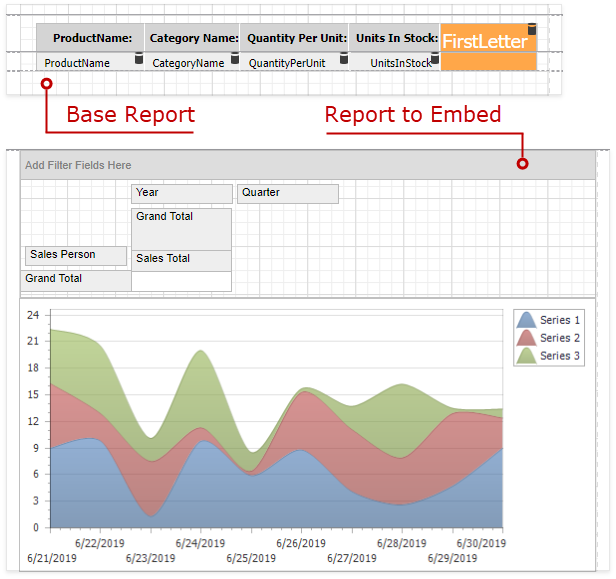 ProductName: Category Name: Quantity Per Unit: Units In Stock: FirstLetter
ProductName CategoryName QuantityPerUnit UnitsInStock
Base Report Report to Embed
Add Filter Fields Here
Year Quarter
Grand Total
Sales Person Sales Total
Grand Total
24
21
18
15
12
9
6
3
0
Series 1
Series 2
Series 3
6/22/2019 6/24/2019 6/26/2019 6/28/2019 6/30/2019
6/21/2019 6/23/2019 6/25/2019 6/27/2019 6/29/2019